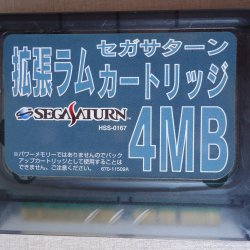 セガサターン
拡張ラムカートリッジ
SEGASATURN
HSS-0167
4MB
※パワーメモリーではありませんのでバック
アップカートリッジとして使用することは
できません。ご注意ください。 670-11509A